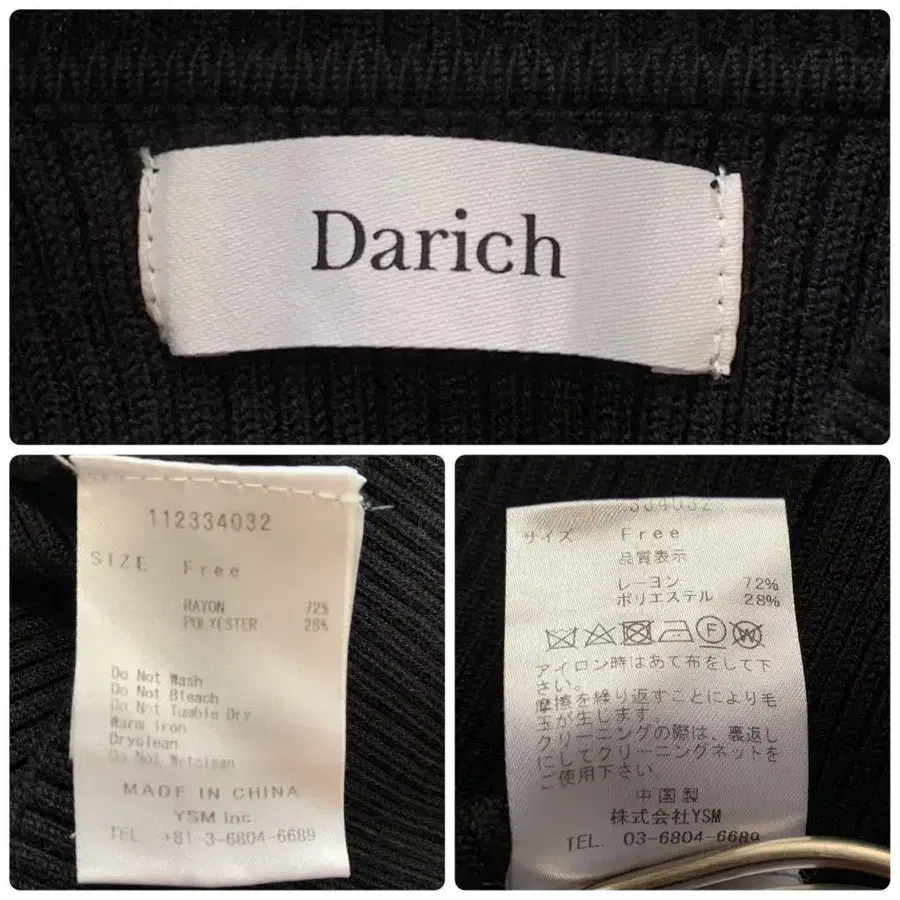 Darich
112334032
SIZE Free
RAYON 72%
POLYESTER 28%
Do Not Wash
Do Not Bleach
Do Not Tumble Dry
Warm Iron
Dryclean
Do Not Wetclean
MADE IN CHINA
YSM Inc.
TEL. +81-3-6804-6689
334032
サイズ Free
品質表示
レーヨン 72%
ポリエステル 28%
F W
アイロン時はあて布をして下
さい。
摩擦を繰り返すことにより毛
玉が生じます
クリーニングの際は、裏返し
にしてクリーニングネットを
ご使用下さい。
中国製
株式会社YSM
TEL. 03-6804-6689